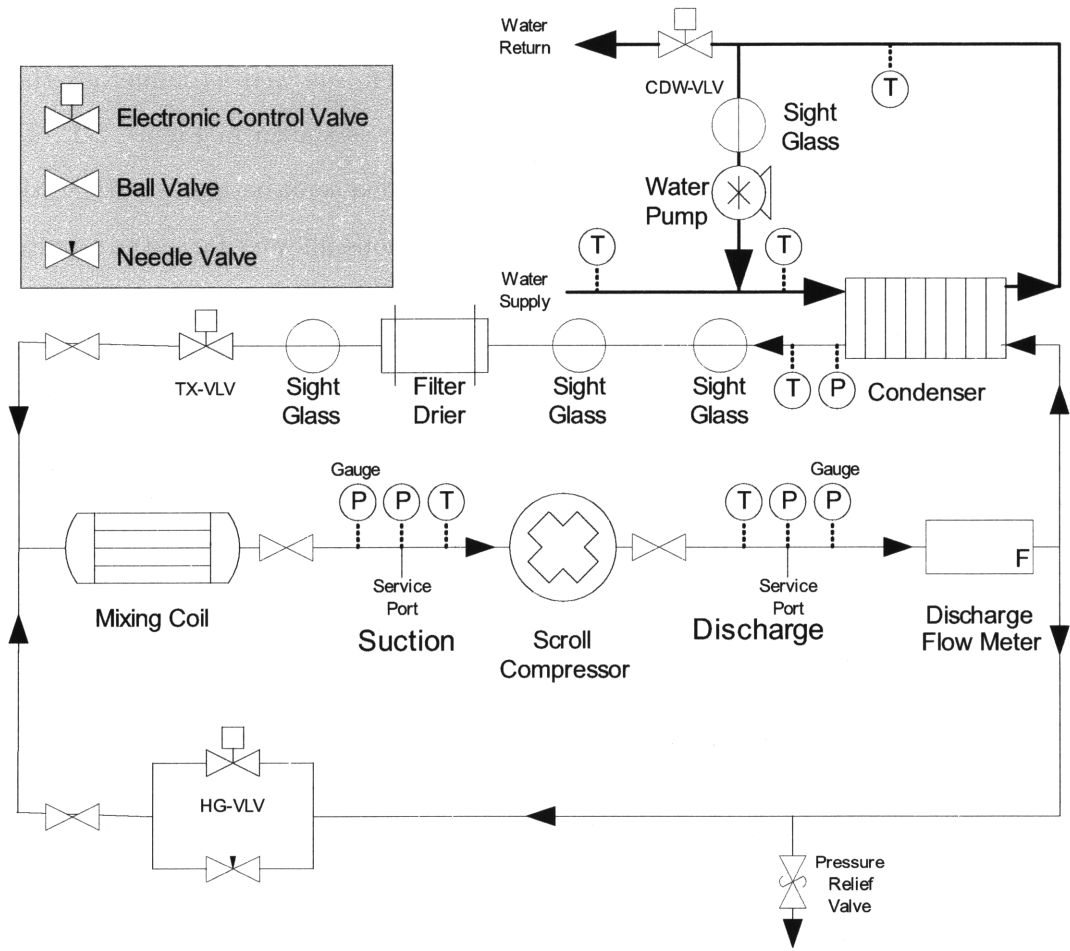 Water
Return
CDW-VLV
T
Electronic Control Valve
Ball Valve
Needle Valve
Sight
Glass
Water
Pump
T
T
Water
Supply
TX-VLV
Sight
Glass
Filter
Drier
Sight
Glass
Sight
Glass
T
P
Condenser
Gauge
P
P
T
Service
Port
Suction
Mixing Coil
Scroll
Compressor
Gauge
T
P
P
Service
Port
Discharge
F
Discharge
Flow Meter
HG-VLV
Pressure
Relief
Valve